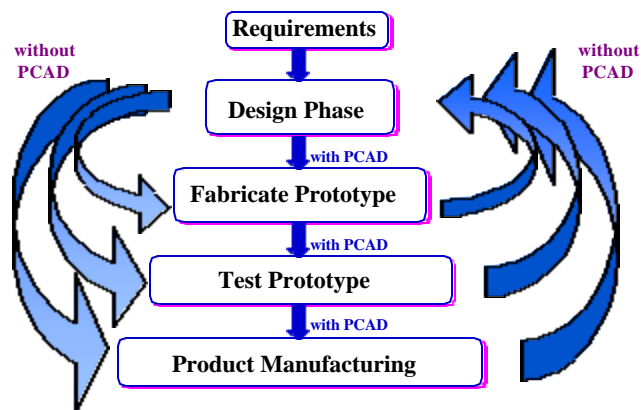 Requirements
without
PCAD
without
PCAD
Design Phase
with PCAD
Fabricate Prototype
with PCAD
Test Prototype
with PCAD
Product Manufacturing